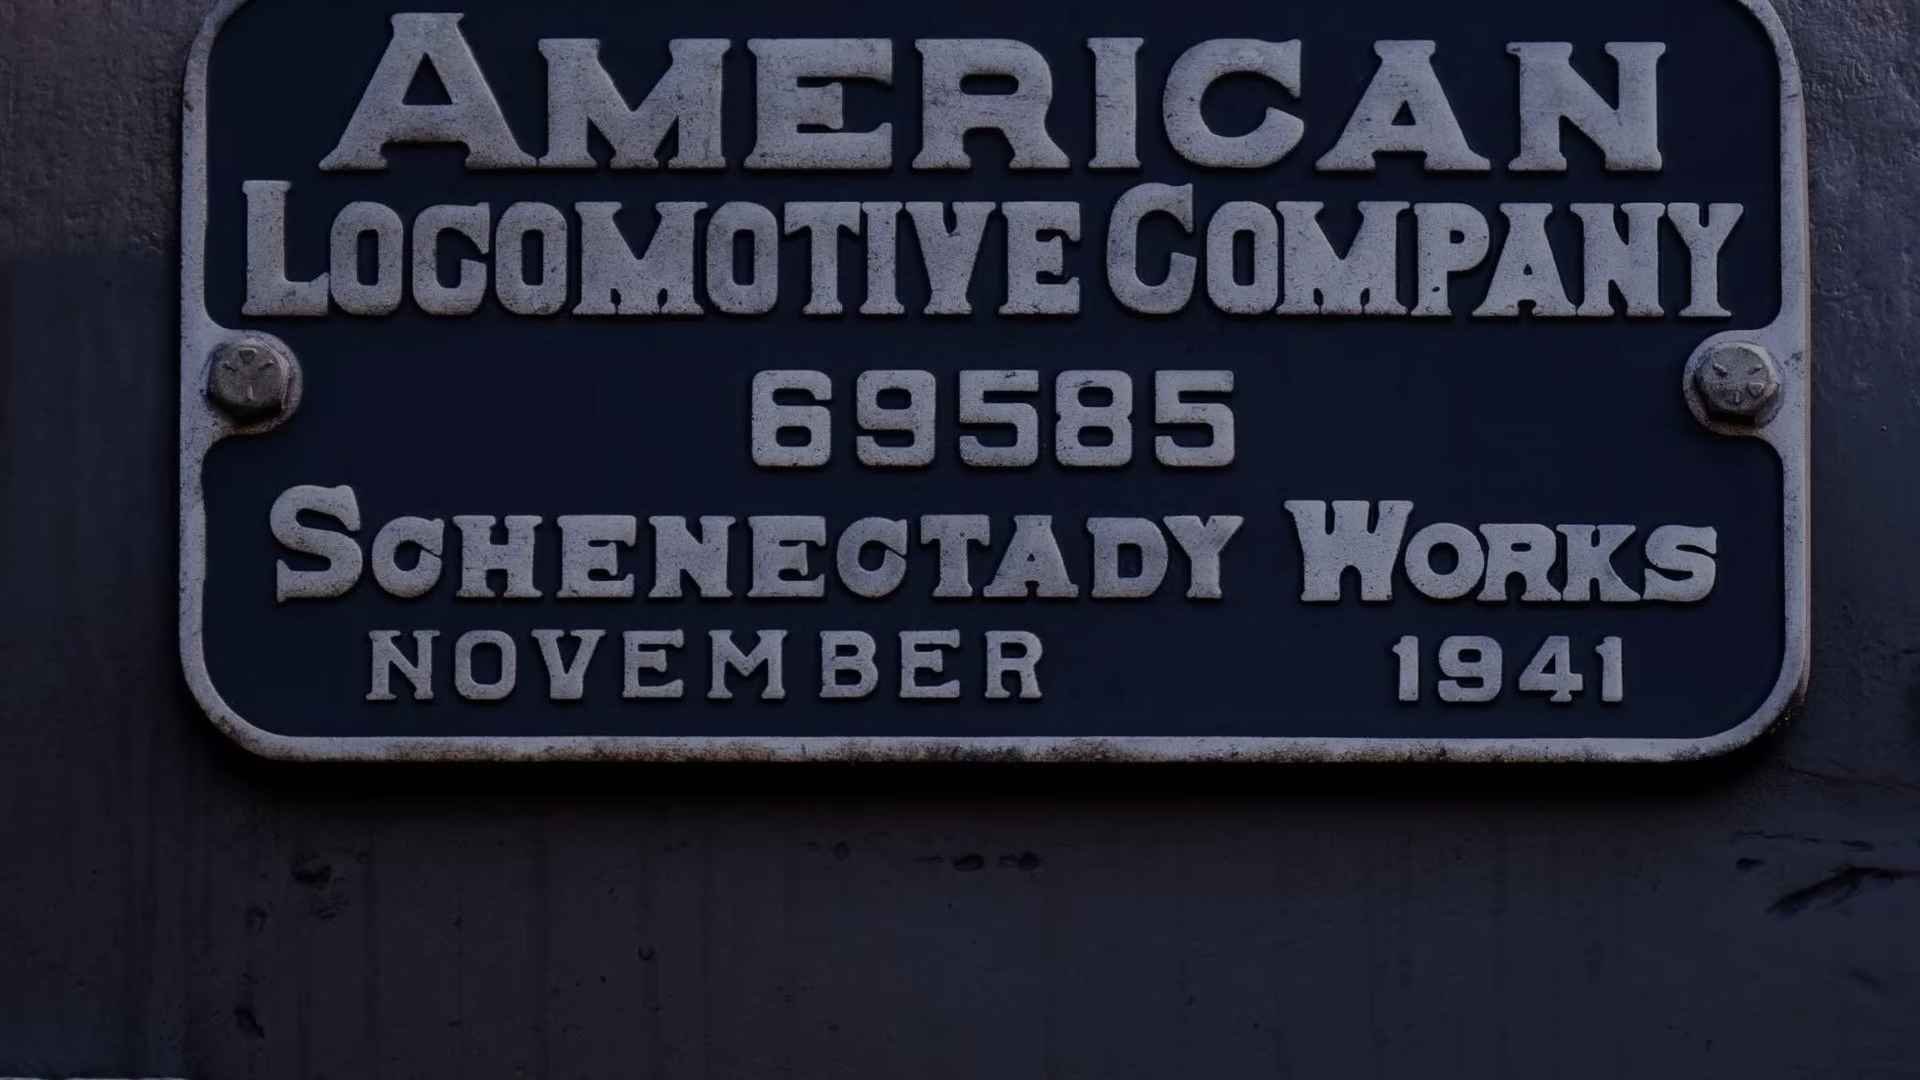 AMERICAN
LOCOMOTIVE COMPANY
69585
SCHENECTADY WORKS
NOVEMBER 1941